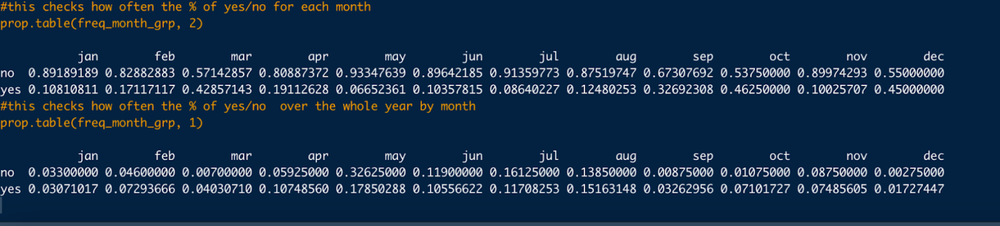 #this checks how often the % of yes/no for each month
prop.table(freq_month_grp, 2)
jan feb mar apr may jun jul aug sep oct nov dec
no 0.89189189 0.82882883 0.57142857 0.80887372 0.93347639 0.89642185 0.91359773 0.87519747 0.67307692 0.53750000 0.89974293 0.55000000
yes 0.10810811 0.17117117 0.42857143 0.19112628 0.06652361 0.10357815 0.08640227 0.12480253 0.32692308 0.46250000 0.10025707 0.45000000
#this checks how often the % of yes/no  over the whole year by month
prop.table(freq_month_grp, 1)
jan feb mar apr may jun jul aug sep oct nov dec
no 0.03300000 0.04600000 0.00700000 0.05925000 0.32625000 0.11900000 0.16125000 0.13850000 0.00875000 0.01075000 0.08750000 0.00275000
yes 0.03071017 0.07293666 0.04030710 0.10748560 0.17850288 0.10556622 0.11708253 0.15163148 0.03262956 0.07101727 0.07485605 0.01727447